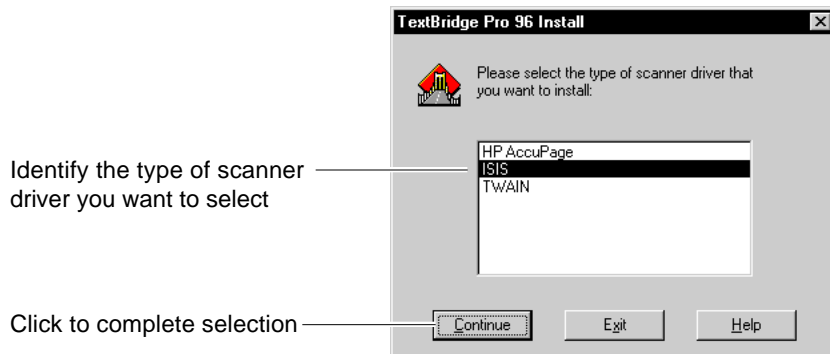 TextBridge Pro 96 Install
Please select the type of scanner driver that
you want to install:
HP AccuPage
ISIS
TWAIN
Identify the type of scanner
driver you want to select
Click to complete selection
Continue
Exit
Help